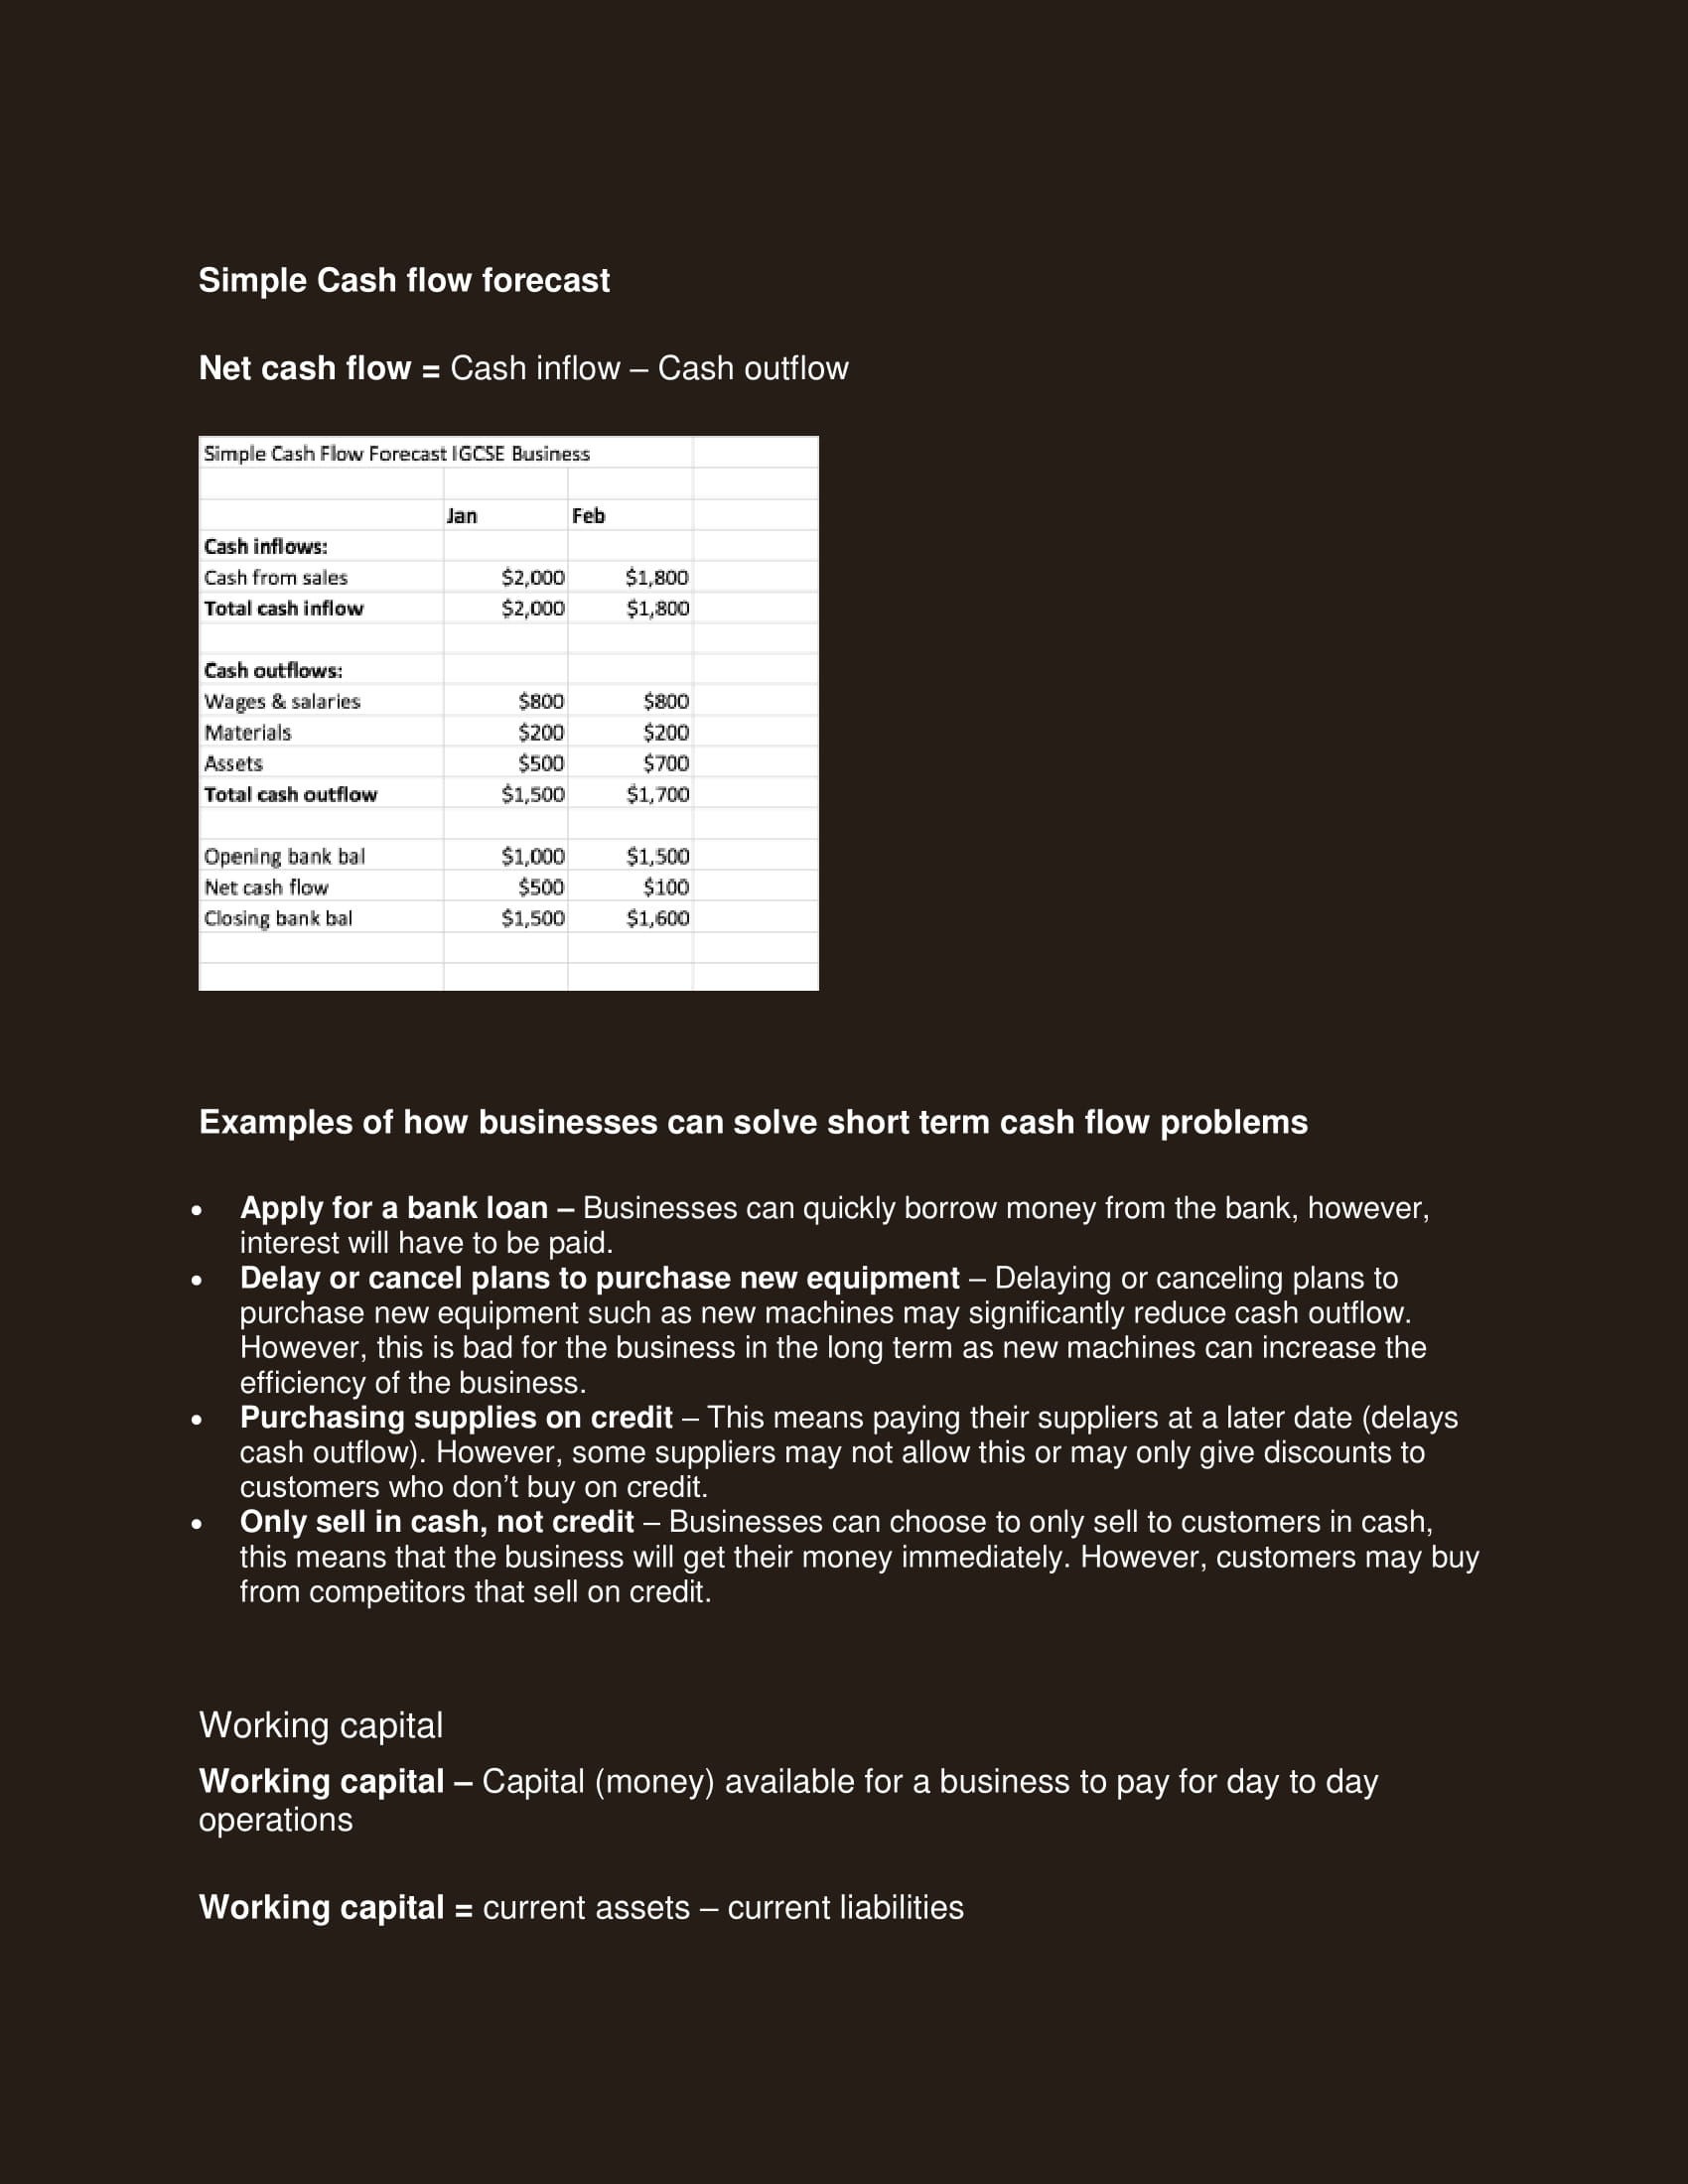 Simple Cash flow forecast
Net cash flow = Cash inflow – Cash outflow
Simple Cash Flow Forecast IGCSE Business
Jan Feb
Cash inflows:
Cash from sales $2,000 $1,800
Total cash inflow $2,000 $1,800
Cash outflows:
Wages & salaries $800 $800
Materials $200 $200
Assets $500 $700
Total cash outflow $1,500 $1,700
Opening bank bal $1,000 $1,500
Net cash flow $500 $100
Closing bank bal $1,500 $1,600
Examples of how businesses can solve short term cash flow problems
• Apply for a bank loan – Businesses can quickly borrow money from the bank, however,
interest will have to be paid.
• Delay or cancel plans to purchase new equipment – Delaying or canceling plans to
purchase new equipment such as new machines may significantly reduce cash outflow.
However, this is bad for the business in the long term as new machines can increase the
efficiency of the business.
• Purchasing supplies on credit – This means paying their suppliers at a later date (delays
cash outflow). However, some suppliers may not allow this or may only give discounts to
customers who don’t buy on credit.
• Only sell in cash, not credit – Businesses can choose to only sell to customers in cash,
this means that the business will get their money immediately. However, customers may buy
from competitors that sell on credit.
Working capital
Working capital – Capital (money) available for a business to pay for day to day
operations
Working capital = current assets – current liabilities